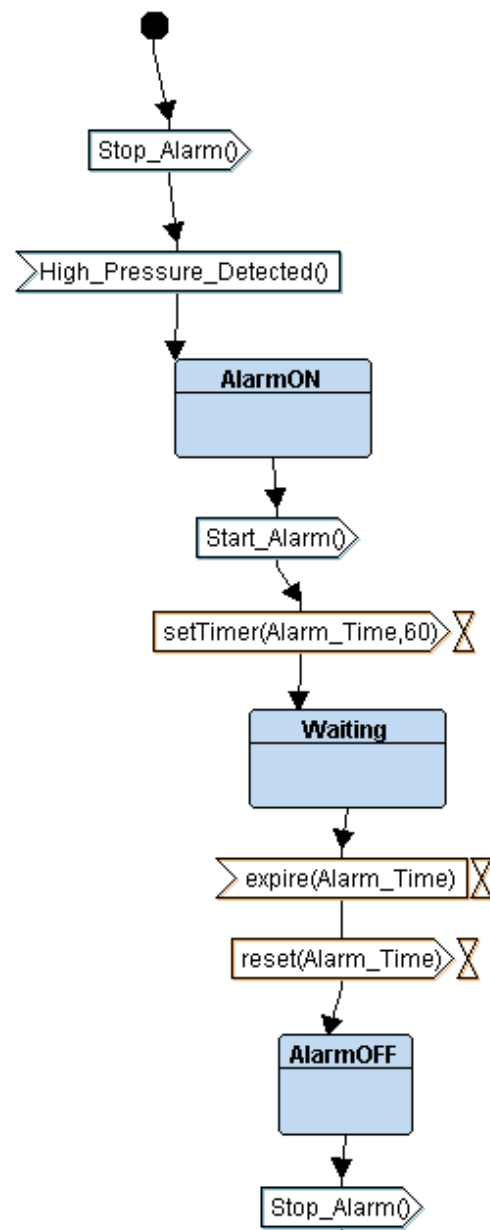 Stop_Alarm()
High_Pressure_Detected()
AlarmON
Start_Alarm()
setTimer(Alarm_Time,60)
Waiting
expire(Alarm_Time)
reset(Alarm_Time)
AlarmOFF
Stop_Alarm()